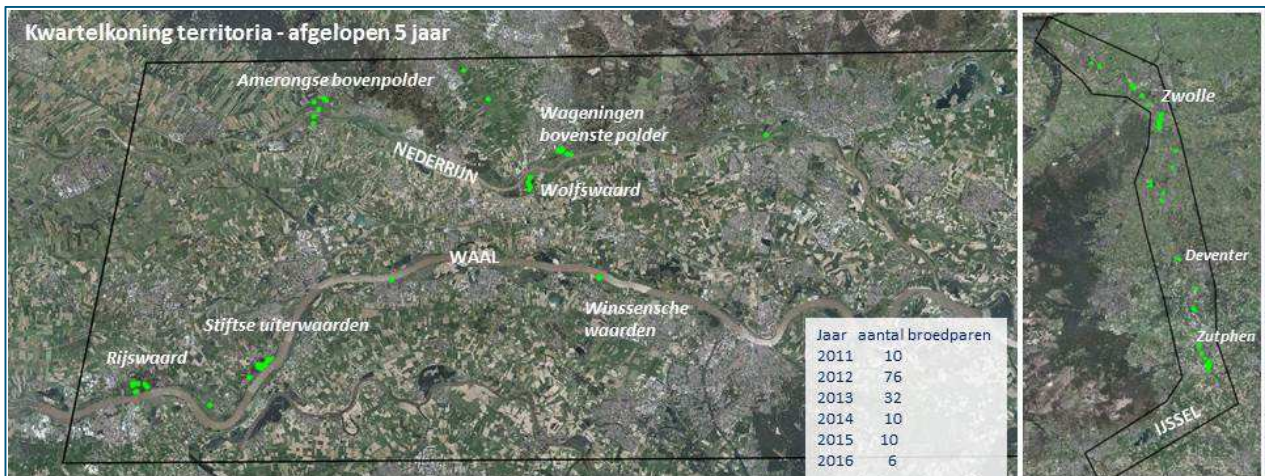 Kwartelkoning territoria - afgelopen 5 jaar
Amerongse bovenpolder
Wageningen
bovenste polder
NEDERRIJN
Wolfswaard
WAAL
Stiftse uiterwaarden
Winssensche
waarden
Rijswaard
Jaar aantal broedparen
2011 10
2012 76
2013 32
2014 10
2015 10
2016 6
Zwolle
Deventer
Zutphen
IJSSEL